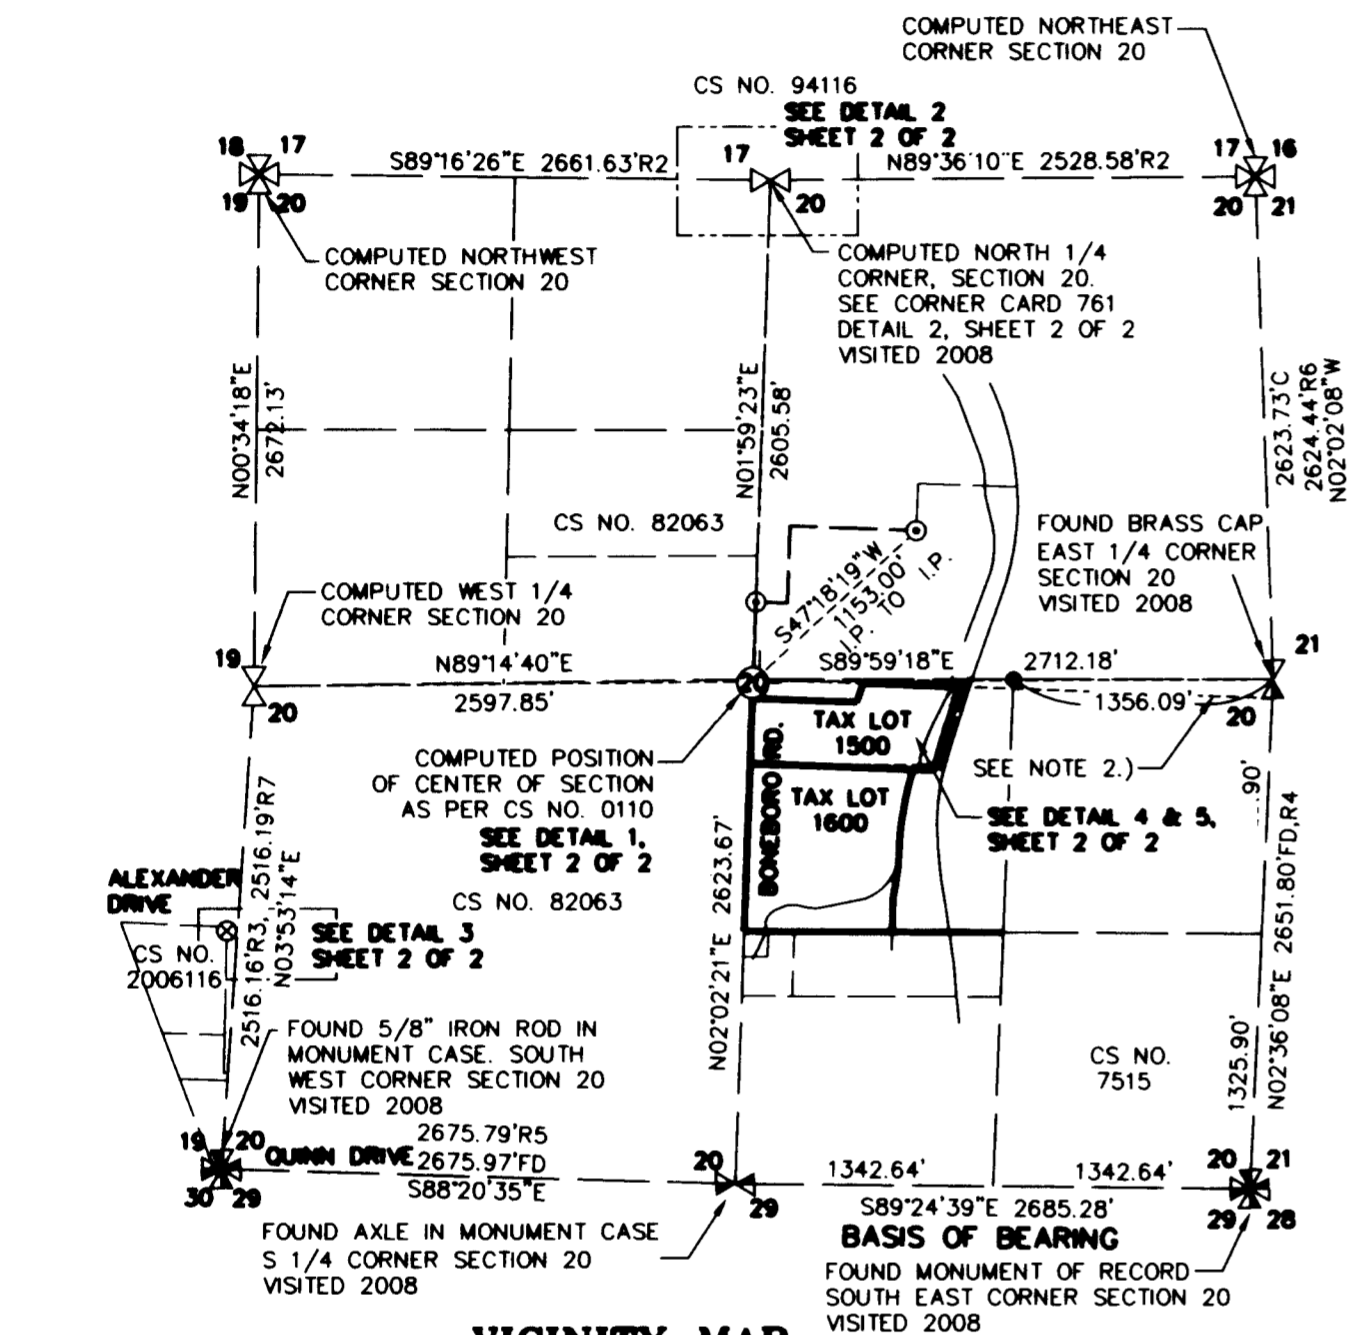 COMPUTED NORTHEAST
CORNER SECTION 20
CS NO. 94116
SEE DETAIL 2
SHEET 2 OF 2
18 17
S89°16'26"E 2661.63'R2
17
N89°36'10"E 2528.58'R2
17 16
19 20
20
20 21
COMPUTED NORTHWEST
CORNER SECTION 20
COMPUTED NORTH 1/4
CORNER, SECTION 20.
SEE CORNER CARD 761
DETAIL 2, SHEET 2 OF 2
VISITED 2008
N00°34'18"E
2672.13'
N01°59'23"E
2605.58'
2623.73'C
2624.44'R6
N02°02'08"W
CS NO. 82063
FOUND BRASS CAP
EAST 1/4 CORNER
SECTION 20
VISITED 2008
S47°18'19"W
1153.00'
I.P. TO I.P.
COMPUTED WEST 1/4
CORNER SECTION 20
19
N89°14'40"E
S89°59'18"E
2712.18'
21
20
2597.85'
20
1356.09'
20
TAX LOT
1500
COMPUTED POSITION
OF CENTER OF SECTION
AS PER CS NO. 0110
SEE DETAIL 1,
SHEET 2 OF 2
SEE NOTE 2.)
TAX LOT
1600
BONEBORO RD.
SEE DETAIL 4 & 5,
SHEET 2 OF 2
.90'
2516.16'R3, 2516.19'R7
N03°53'14"E
N02°02'21"E 2623.67'
1325.90'
N02°36'08"E 2651.80'FD,R4
ALEXANDER
DRIVE
CS NO. 82063
CS NO.
2006116
SEE DETAIL 3
SHEET 2 OF 2
FOUND 5/8" IRON ROD IN
MONUMENT CASE. SOUTH
WEST CORNER SECTION 20
VISITED 2008
CS NO.
7515
2675.79'R5
19 20
QUINN DRIVE
2675.97'FD
30 29
S88°20'35"E
20
29
1342.64'
1342.64'
20 21
S89°24'39"E 2685.28'
29 28
BASIS OF BEARING
FOUND AXLE IN MONUMENT CASE
S 1/4 CORNER SECTION 20
VISITED 2008
FOUND MONUMENT OF RECORD
SOUTH EAST CORNER SECTION 20
VISITED 2008
VICINITY MAP